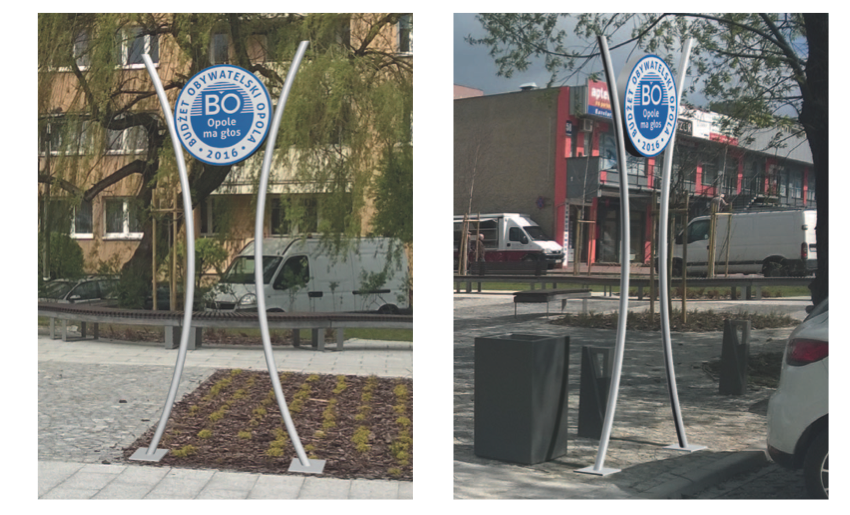 BUDŻET OBYWATELSKI OPOLA
BO
Opole
ma głos
• 2016 •
BUDŻET OBYWATELSKI OPOLA
BO
Opole
ma głos
• 2016 •